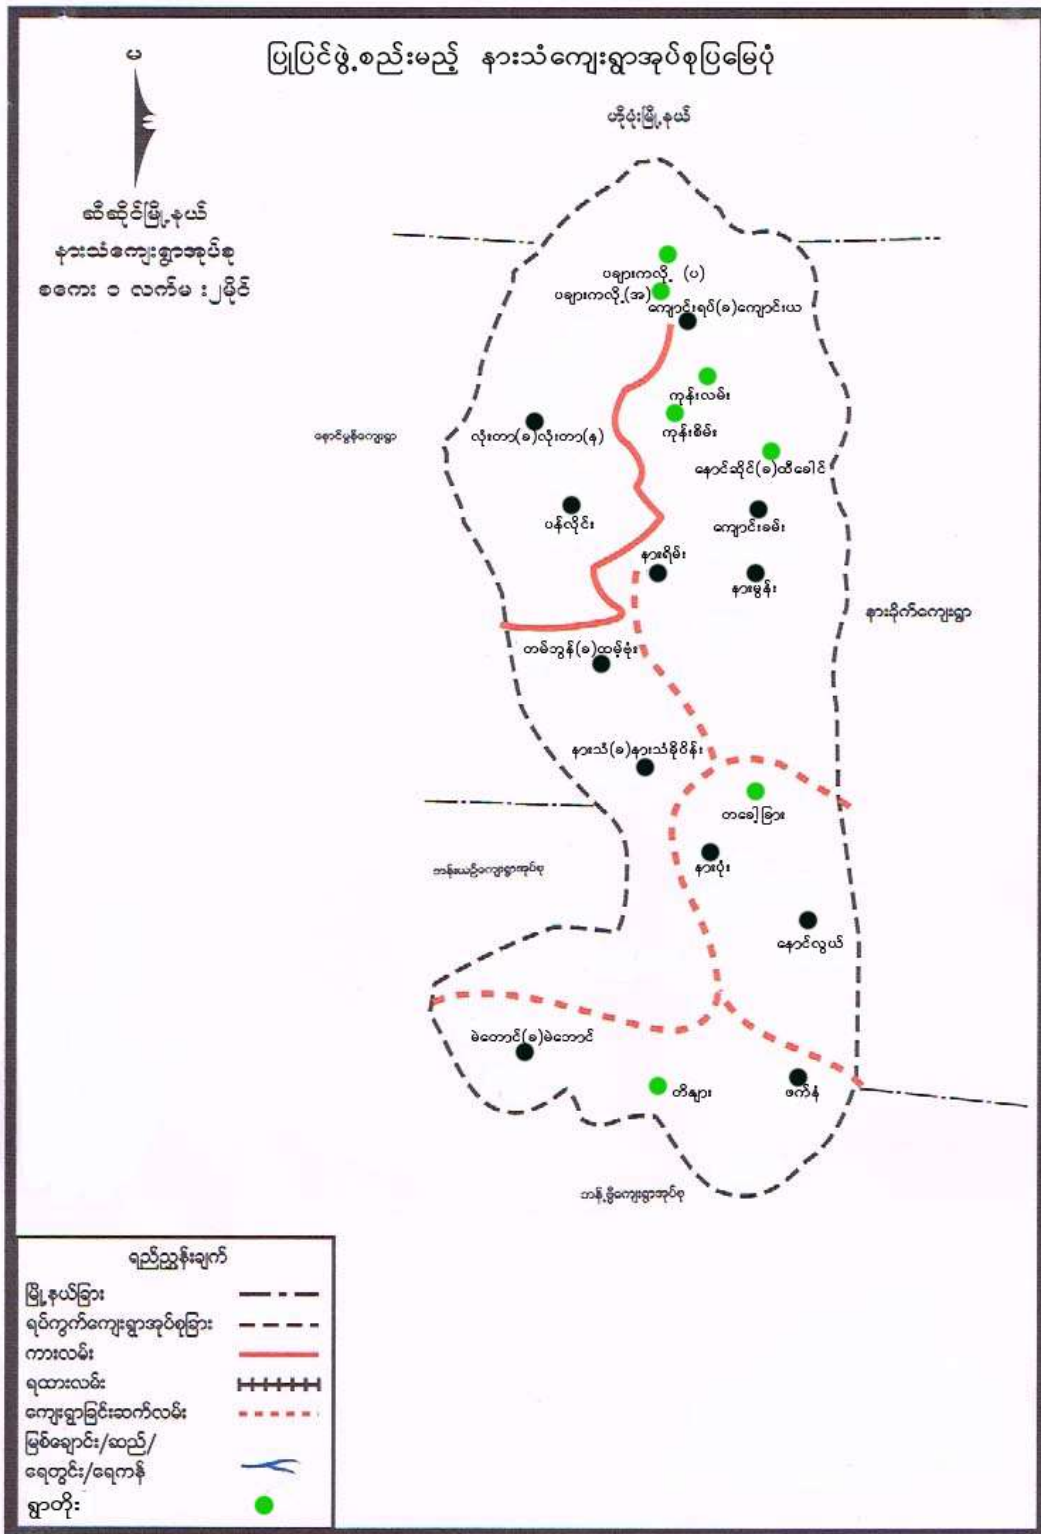 ပြုပြင်ဖွဲ့စည်းမည့် နားသံကျေးရွာအုပ်စုပြမြေပုံ
မ
ဟိုပုံးမြို့နယ်
ဆီဆိုင်မြို့နယ်
နားသံကျေးရွာအုပ်စု
စကေး ၁ လက်မ း၂မိုင်
ပချားကလို့ (ပ)
ပချားကလို့(အ)
ကျောင်းရပ်(ခ)ကျောင်းယ
ကုန်းလမ်း
ကုန်းစိမ်း
နောင်မွန်ကျေးရွာ
လုံးတာ(ခ)လုံးတာ(န)
နောင်ဆိုင်(ခ)ထီခေါင်
ပန်လိုင်း
ကျောင်းခမ်း
နားရိမ်း
နားမွန်း
နားခိုက်ကျေးရွာ
တမ်ဘွန်(ခ)ထမ့်ဗုံး
နားသံ(ခ)နားသံခိုဝိန်း
တခေါ့ခြား
ဘန်းယဉ်ကျေးရွာအုပ်စု
နားပုံး
နောင်လွယ်
မဲတောင်(ခ)မဲဘောင်
တိနျား
ဖက်နံ
ရည်ညွှန်းချက်
မြို့နယ်ခြား
ရပ်ကွက်ကျေးရွာအုပ်စုခြား
ကားလမ်း
ရထားလမ်း
ကျေးရွာခြင်းဆက်လမ်း
မြစ်ချောင်း/ဆည်/
ရေတွင်း/ရေကန်
ရွာတိုး